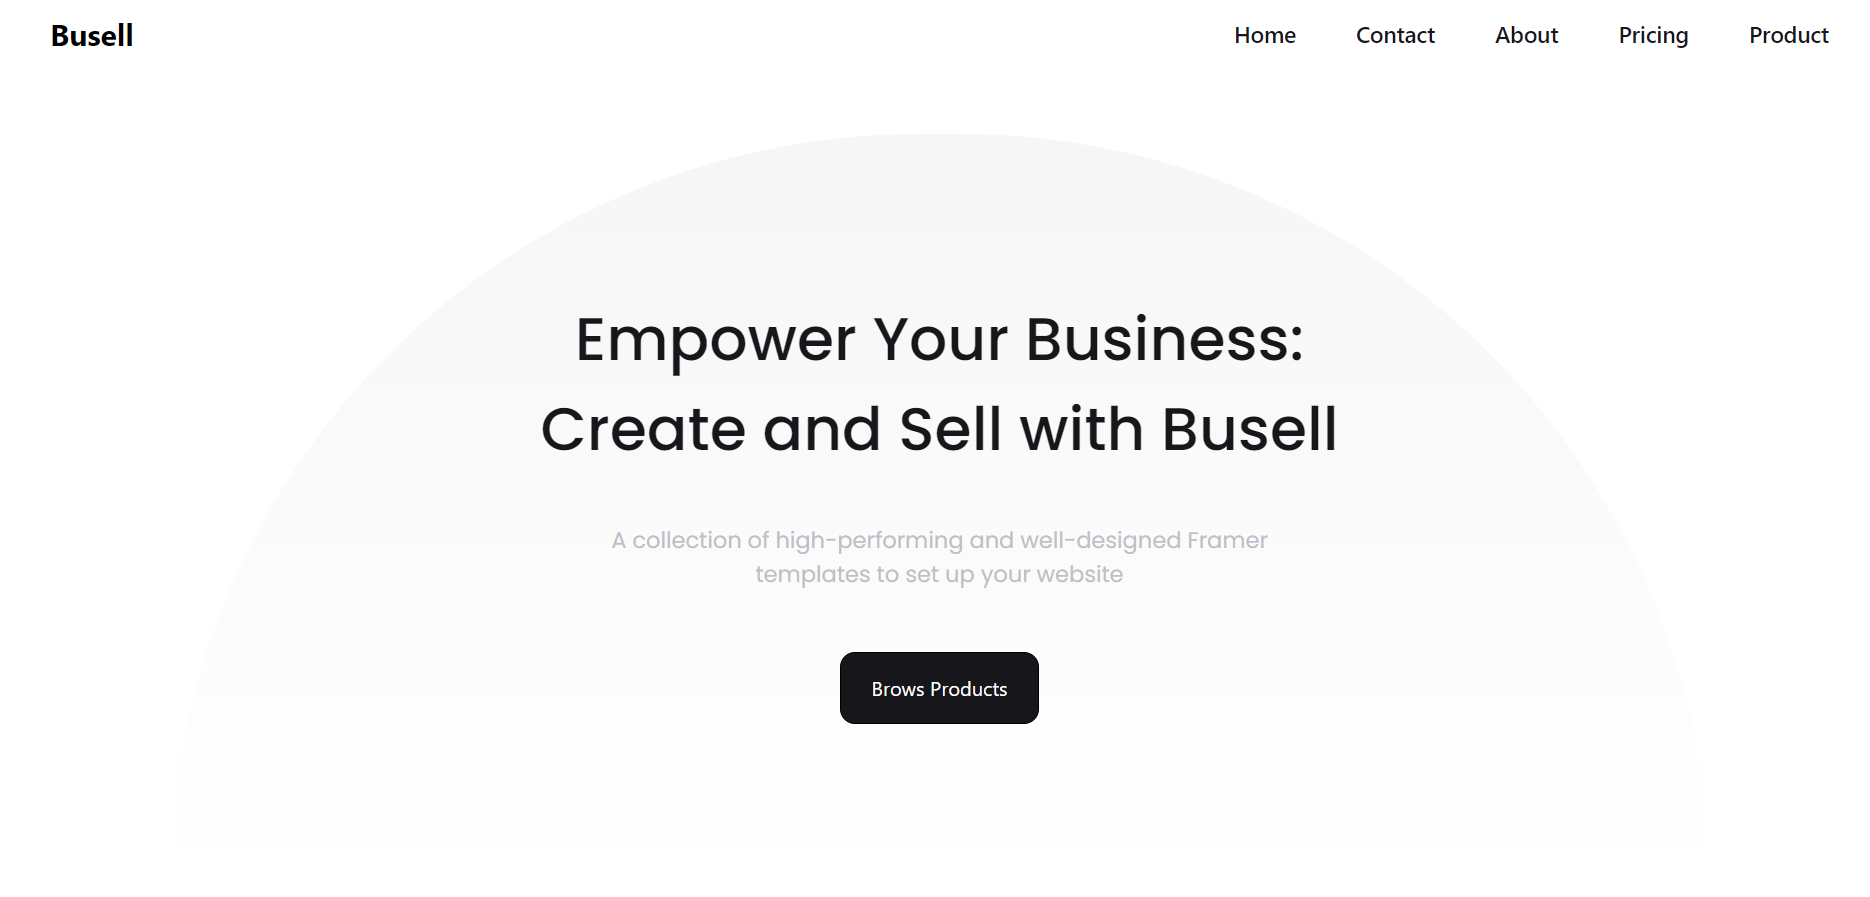 Busell
Home
Contact
About
Pricing
Product
Empower Your Business:
Create and Sell with Busell
A collection of high-performing and well-designed Framer
templates to set up your website
Brows Products